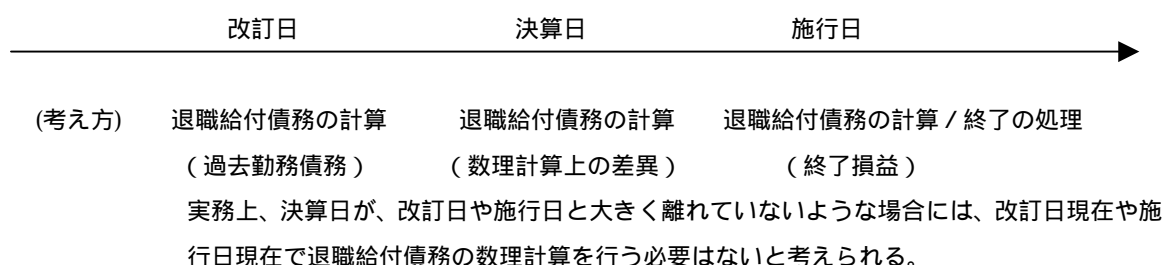 改訂日 決算日 施行日
(考え方) 退職給付債務の計算 退職給付債務の計算 退職給付債務の計算 / 終了の処理
(過去勤務債務) (数理計算上の差異) (終了損益)
実務上、決算日が、改訂日や施行日と大きく離れていないような場合には、改訂日現在や施
行日現在で退職給付債務の数理計算を行う必要はないと考えられる。